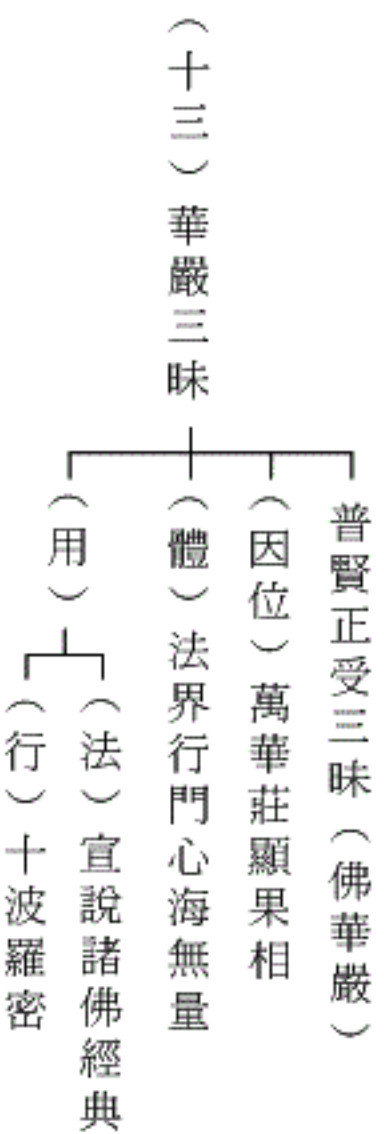 （十三）華嚴三昧
普賢正受三昧（佛華嚴）
（因位）萬華莊顯果相
（體）法界行門心海無量
（用）
（法）宣說諸佛經典
（行）十波羅密